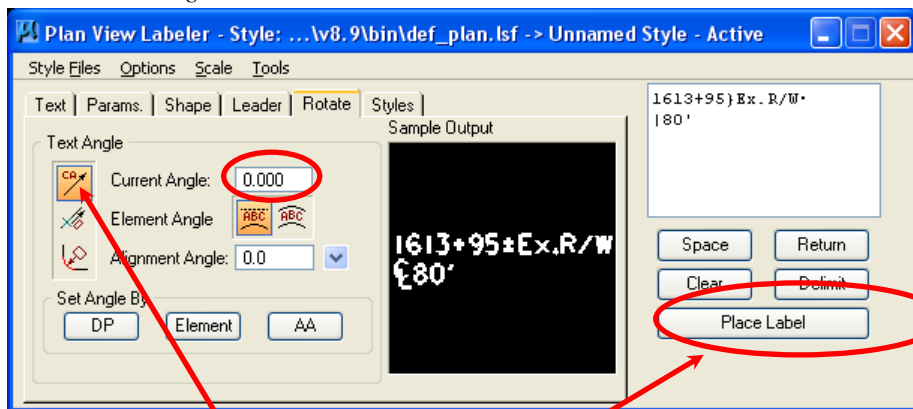 Plan View Labeler - Style: ...\v8.9\bin\def_plan.lsf -> Unnamed Style - Active
Style Files Options Scale Tools
Text Params. Shape Leader Rotate Styles
Text Angle
CA
Current Angle: 0.000
Element Angle ABC ABC
Alignment Angle: 0.0
Set Angle By
DP Element AA
Sample Output
1613+95±Ex.R/W
℄80'
1613+95}Ex.R/W·
|80'
Space Return
Clear Delimit
Place Label